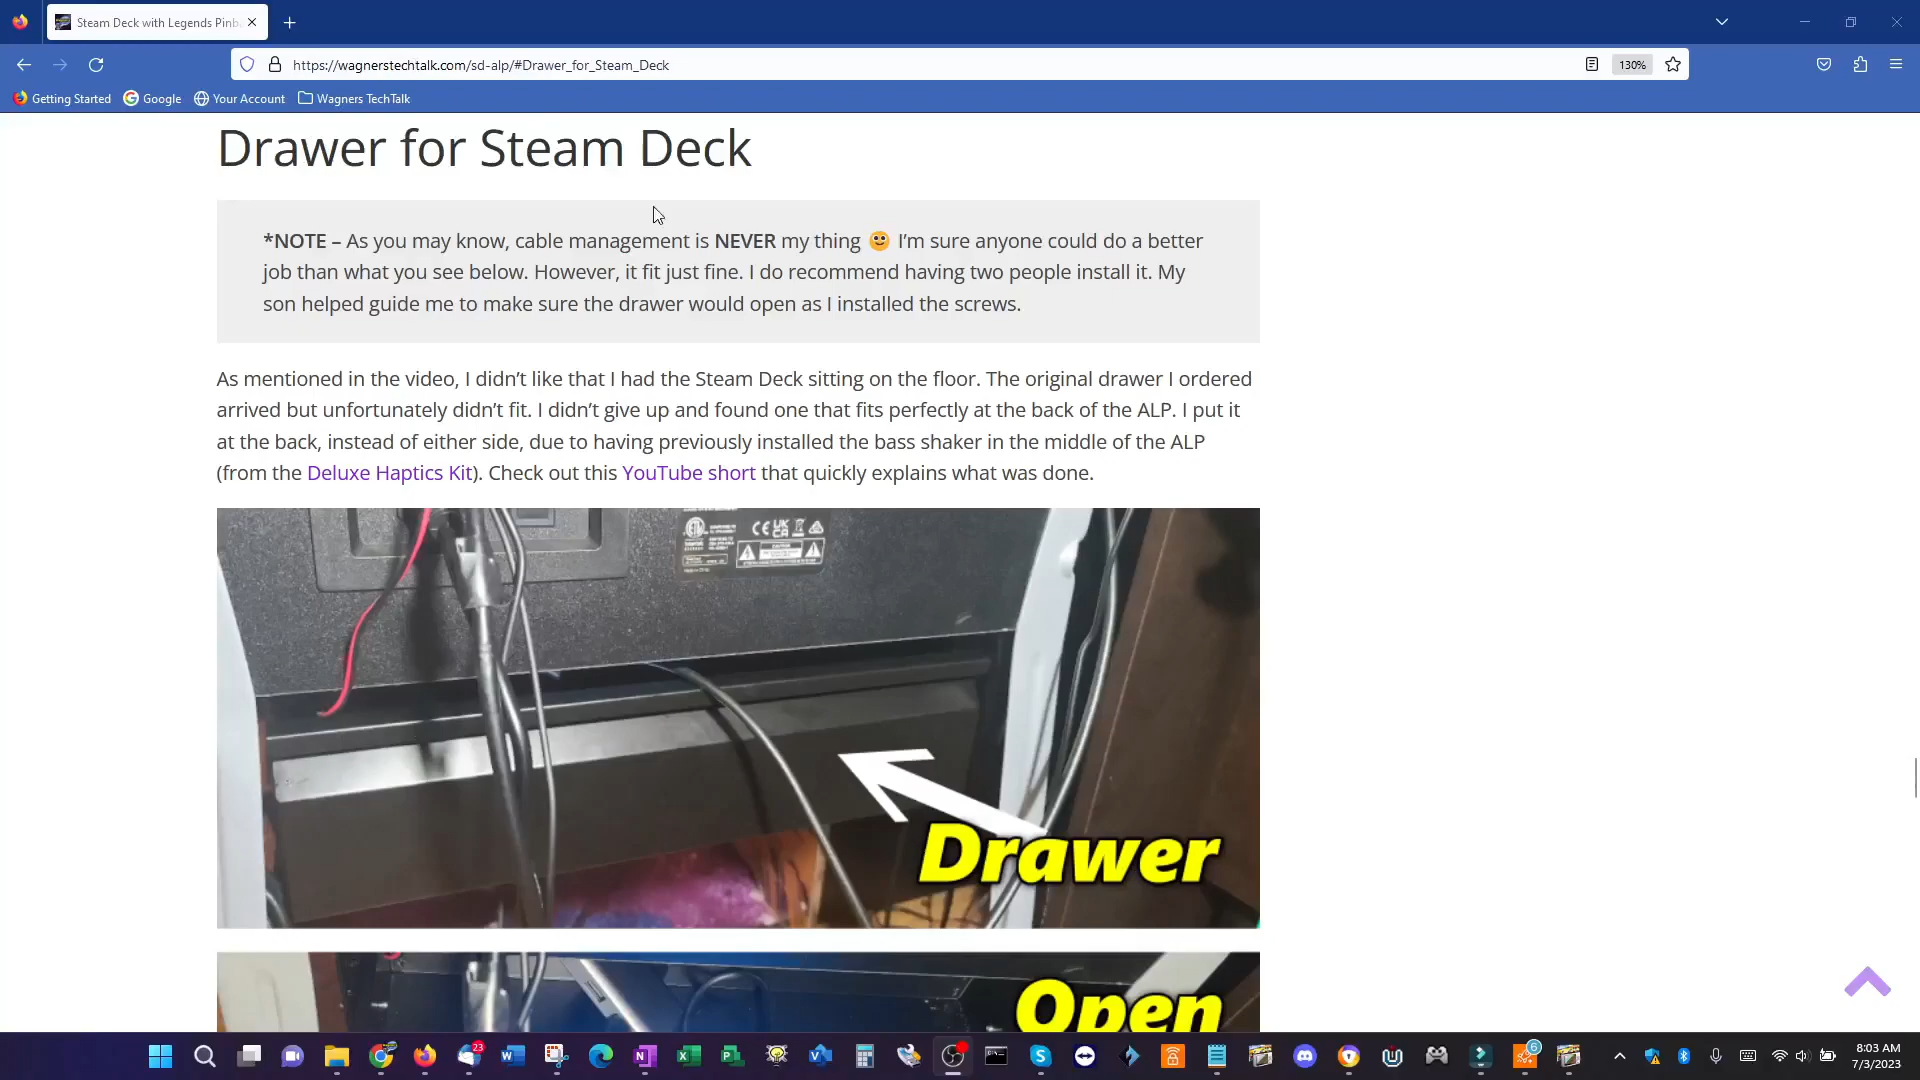 Steam Deck with Legends Pinb
https://wagnerstechtalk.com/sd-alp/#Drawer_for_Steam_Deck
130%
Getting Started
Google
Your Account
Wagners TechTalk
Drawer for Steam Deck
*NOTE – As you may know, cable management is NEVER my thing 🙂 I’m sure anyone could do a better
job than what you see below. However, it fit just fine. I do recommend having two people install it. My
son helped guide me to make sure the drawer would open as I installed the screws.
As mentioned in the video, I didn’t like that I had the Steam Deck sitting on the floor. The original drawer I ordered
arrived but unfortunately didn’t fit. I didn’t give up and found one that fits perfectly at the back of the ALP. I put it
at the back, instead of either side, due to having previously installed the bass shaker in the middle of the ALP
(from the Deluxe Haptics Kit). Check out this YouTube short that quickly explains what was done.
CAUTION
Drawer
Open
23
6
8:03 AM
7/3/2023